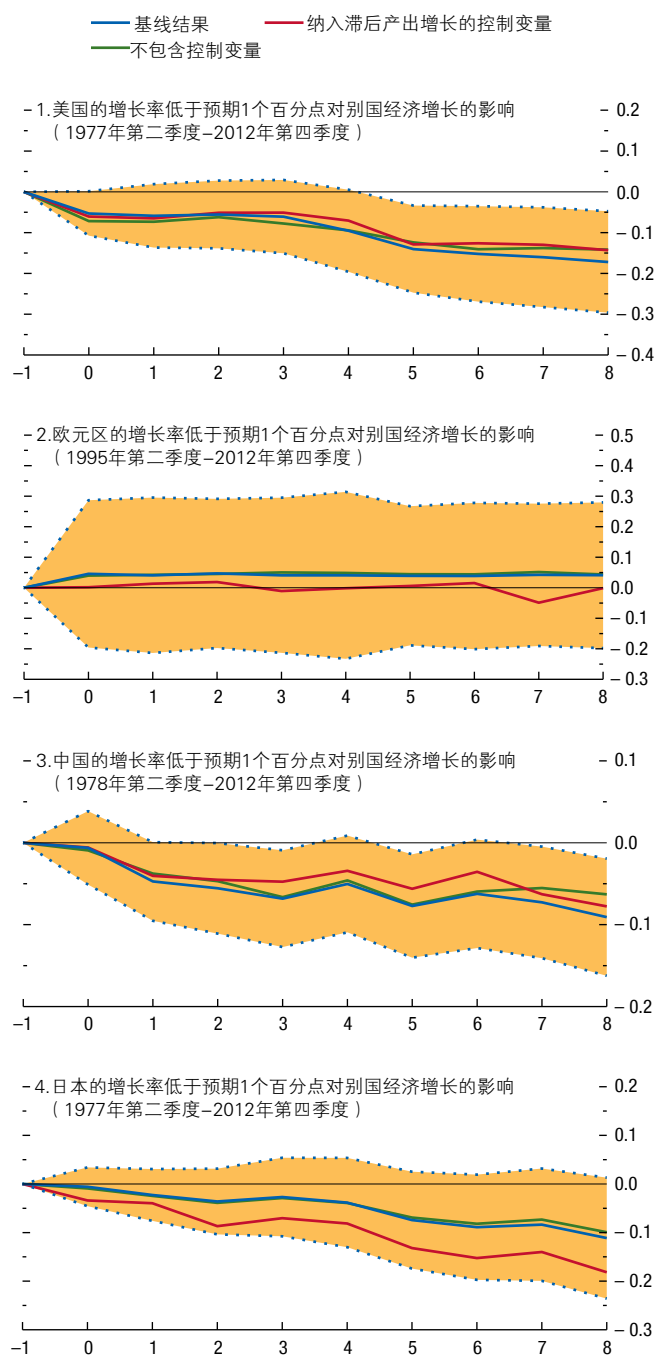 基线结果 纳入滞后产出增长的控制变量
不包含控制变量
1.美国的增长率低于预期1个百分点对别国经济增长的影响
（1977年第二季度–2012年第四季度）
0.2
0.1
0.0
–0.1
–0.2
–0.3
–0.4
–1 0 1 2 3 4 5 6 7 8
2.欧元区的增长率低于预期1个百分点对别国经济增长的影响
（1995年第二季度–2012年第四季度）
0.5
0.4
0.3
0.2
0.1
0.0
–0.1
–0.2
–0.3
–1 0 1 2 3 4 5 6 7 8
3.中国的增长率低于预期1个百分点对别国经济增长的影响
（1978年第二季度–2012年第四季度）
0.1
0.0
–0.1
–0.2
–1 0 1 2 3 4 5 6 7 8
4.日本的增长率低于预期1个百分点对别国经济增长的影响
（1977年第二季度–2012年第四季度）
0.2
0.1
0.0
–0.1
–0.2
–0.3
–1 0 1 2 3 4 5 6 7 8